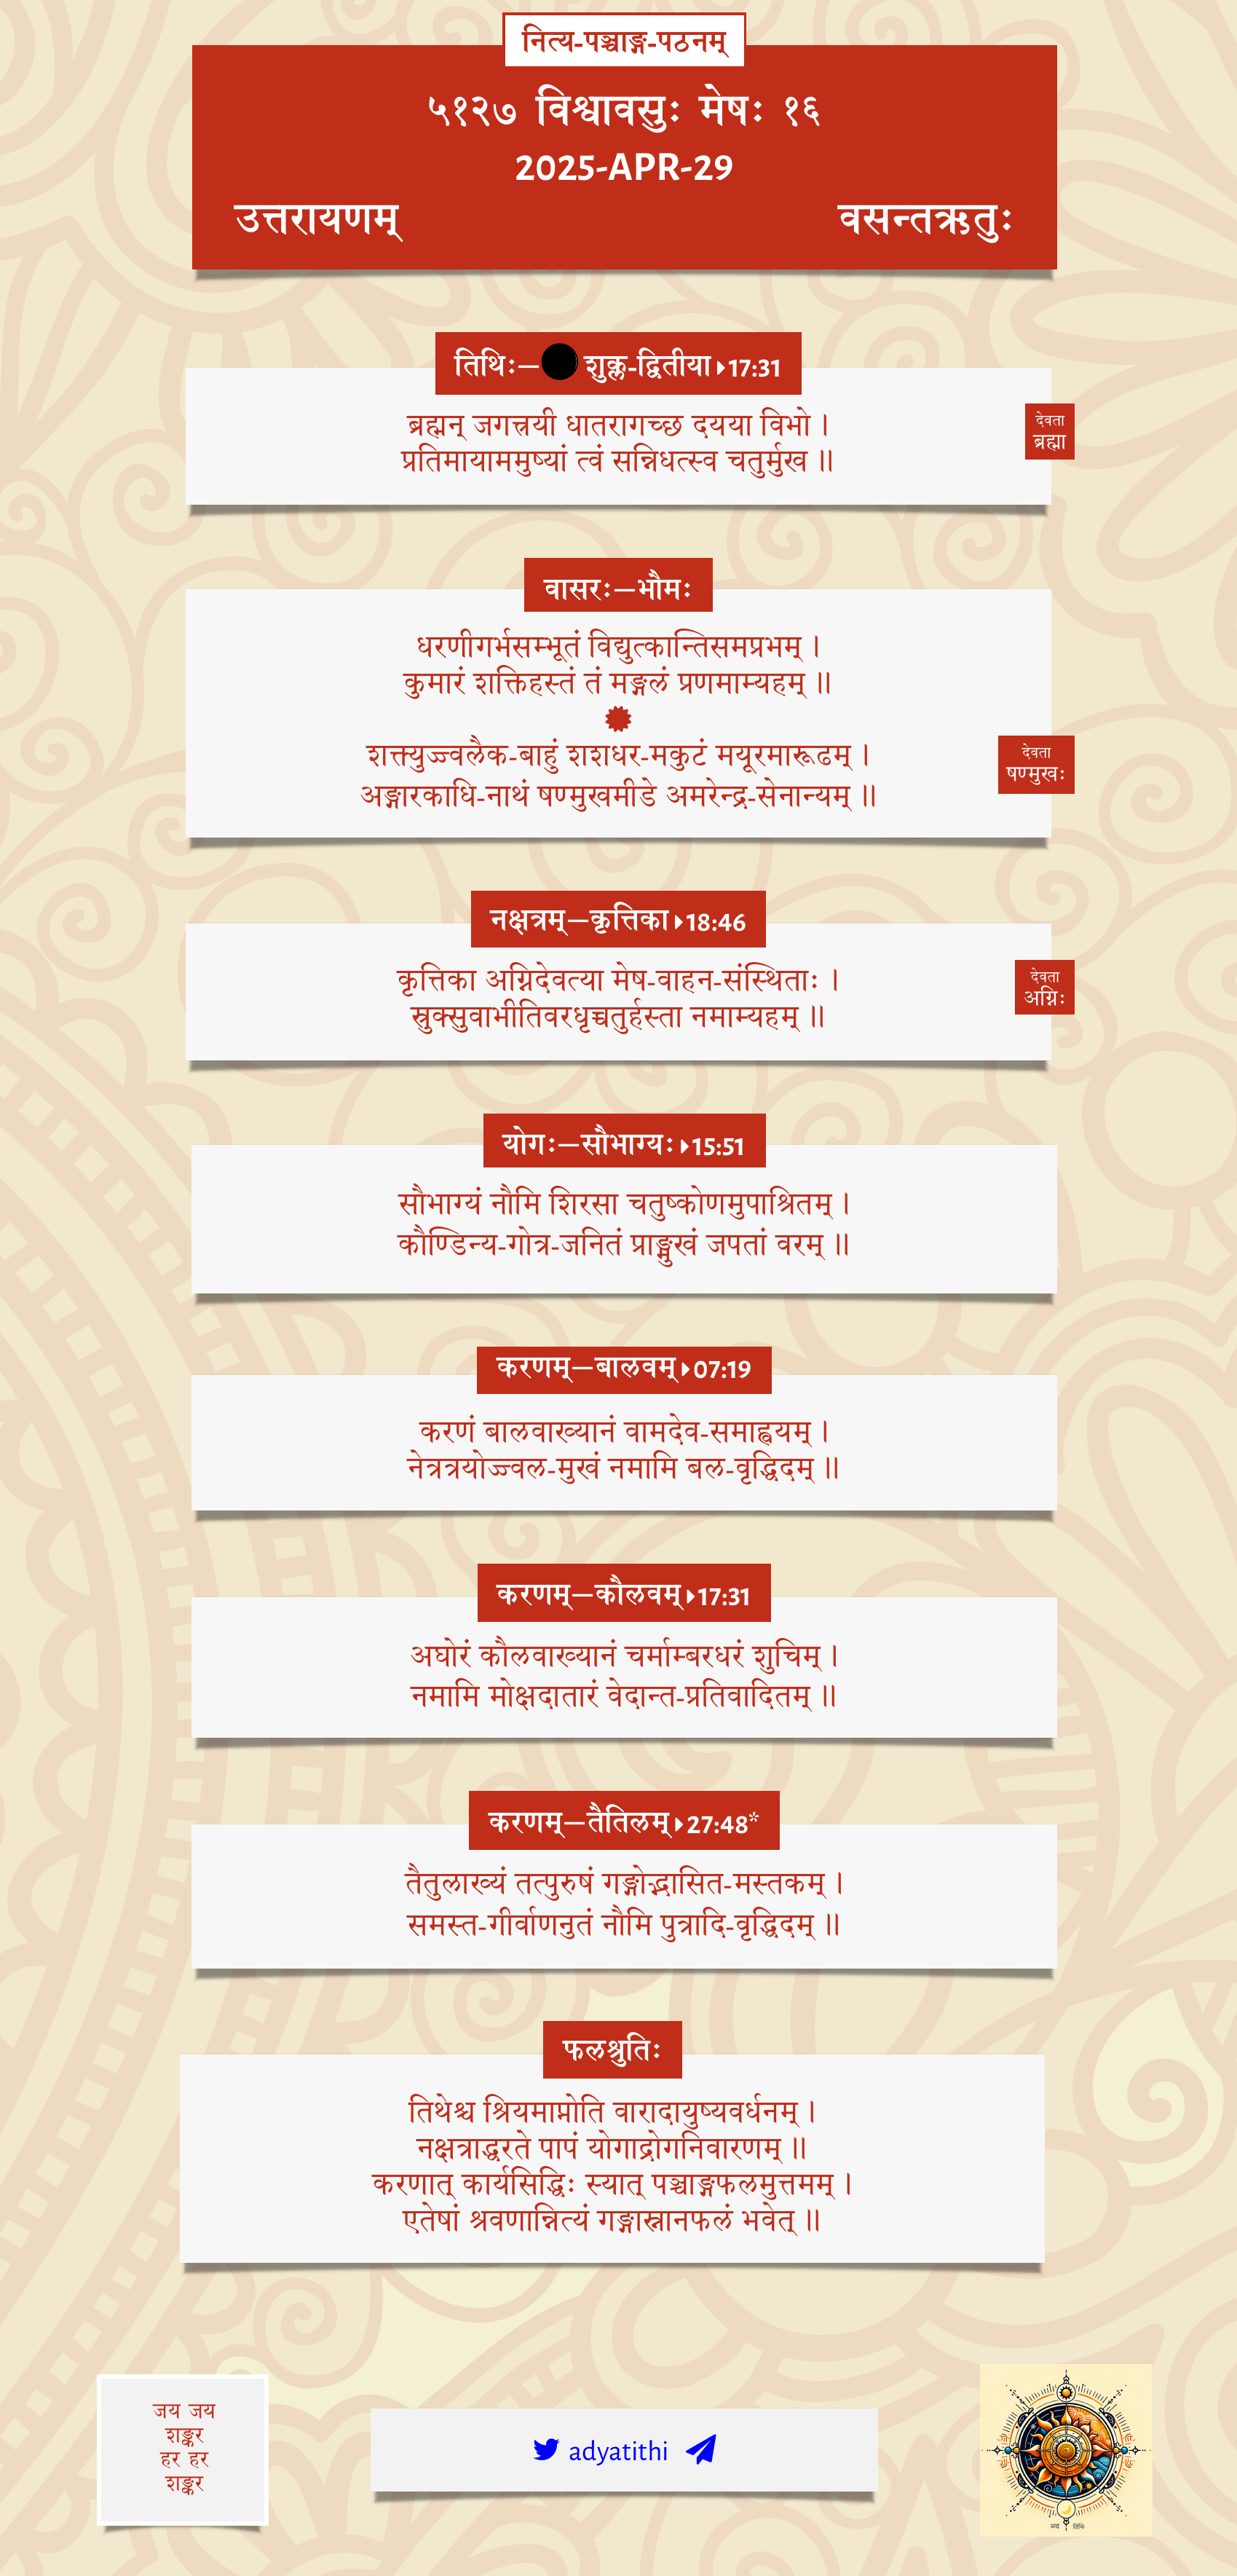 नित्य-पञ्चाङ्ग-पठनम्
५१२७ विश्वावसुः मेषः १६
2025-APR-29
उत्तरायणम् वसन्तऋतुः
तिथिः—शुक्ल-द्वितीया 17:31
ब्रह्मन् जगत्त्रयी धातरागच्छ दयया विभो ।
प्रतिमायाममुष्यां त्वं सन्निधत्स्व चतुर्मुख ॥
देवता
ब्रह्मा
वासरः—भौमः
धरणीगर्भसम्भूतं विद्युत्कान्तिसमप्रभम् ।
कुमारं शक्तिहस्तं तं मङ्गलं प्रणमाम्यहम् ॥
शक्त्युज्ज्वलैक-बाहुं शशधर-मकुटं मयूरमारूढम् ।
अङ्गारकाधि-नाथं षण्मुखमीडे अमरेन्द्र-सेनान्यम् ॥
देवता
षण्मुखः
नक्षत्रम्—कृत्तिका 18:46
कृत्तिका अग्निदेवत्या मेष-वाहन-संस्थिताः ।
स्रुक्सुवाभीतिवरधृच्चतुर्हस्ता नमाम्यहम् ॥
देवता
अग्निः
योगः—सौभाग्यः 15:51
सौभाग्यं नौमि शिरसा चतुष्कोणमुपाश्रितम् ।
कौण्डिन्य-गोत्र-जनितं प्राङ्मुखं जपतां वरम् ॥
करणम्—बालवम् 07:19
करणं बालवाख्यानं वामदेव-समाह्वयम् ।
नेत्रत्रयोज्ज्वल-मुखं नमामि बल-वृद्धिदम् ॥
करणम्—कौलवम् 17:31
अघोरं कौलवाख्यानं चर्माम्बरधरं शुचिम् ।
नमामि मोक्षदातारं वेदान्त-प्रतिवादितम् ॥
करणम्—तैतिलम् 27:48*
तैतुलाख्यं तत्पुरुषं गङ्गोद्भासित-मस्तकम् ।
समस्त-गीर्वाणनुतं नौमि पुत्रादि-वृद्धिदम् ॥
फलश्रुतिः
तिथेश्च श्रियमाप्नोति वारादायुष्यवर्धनम् ।
नक्षत्राद्धरते पापं योगाद्रोगनिवारणम् ॥
करणात् कार्यसिद्धिः स्यात् पञ्चाङ्गफलमुत्तमम् ।
एतेषां श्रवणान्नित्यं गङ्गास्नानफलं भवेत् ॥
जय जय
शङ्कर
हर हर
शङ्कर
adyatithi
अद्य तिथिः